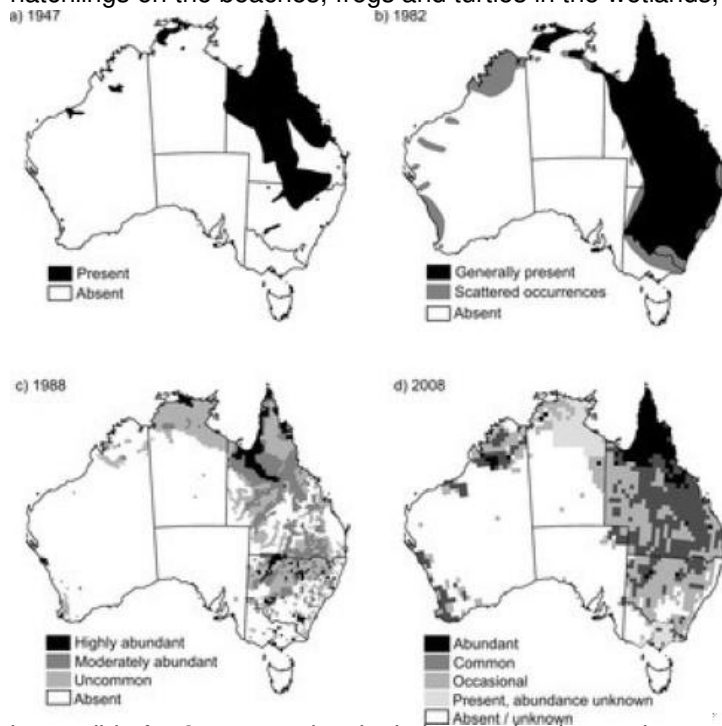 hatchlings on the beaches, frogs and turtles in the wetlands,
a) 1947
Present
Absent
b) 1982
Generally present
Scattered occurrences
Absent
c) 1988
Highly abundant
Moderately abundant
Uncommon
Absent
d) 2008
Abundant
Common
Occasional
Present, abundance unknown
Absent / unknown